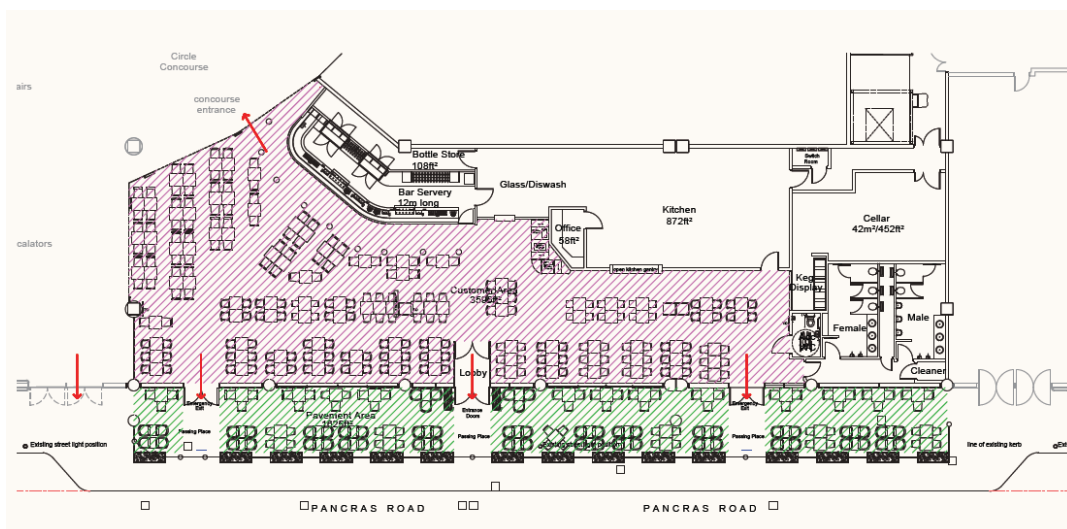 Circle
Concourse
airs
concourse
entrance
Bottle Store
108ft²
Switch
Room
Glass/Diswash
Bar Servery
12m long
Kitchen
872ft²
Cellar
42m²/452ft²
Office
58ft²
calators
open kitchen gantry
Keg
Display
Customer Area
Female
Male
WC
Lobby
Cleaner
Emergency
Exit
Entrance
Doors
Emergency
Exit
Pavement Area
Existing street light position
Passing Place
Passing Place
Passing Place
line of existing kerb
PANCRAS ROAD
PANCRAS ROAD